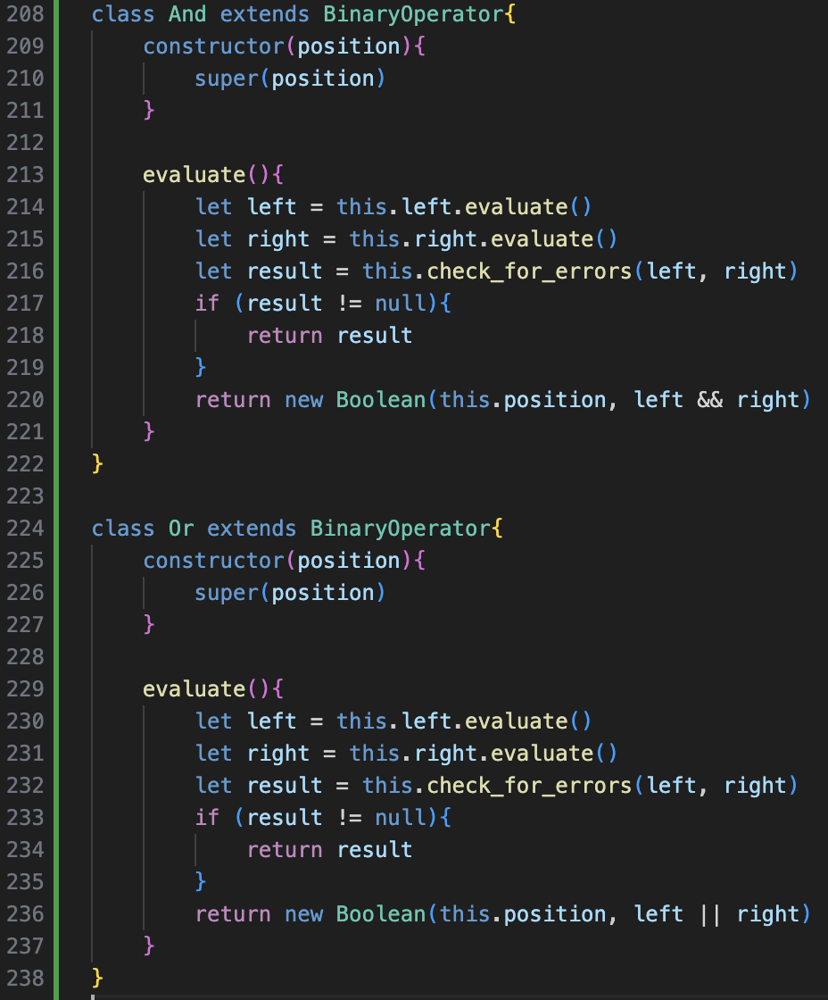 208 class And extends BinaryOperator{
209     constructor(position){
210         super(position)
211     }
212
213     evaluate(){
214         let left = this.left.evaluate()
215         let right = this.right.evaluate()
216         let result = this.check_for_errors(left, right)
217         if (result != null){
218             return result
219         }
220         return new Boolean(this.position, left && right)
221     }
222 }
223
224 class Or extends BinaryOperator{
225     constructor(position){
226         super(position)
227     }
228
229     evaluate(){
230         let left = this.left.evaluate()
231         let right = this.right.evaluate()
232         let result = this.check_for_errors(left, right)
233         if (result != null){
234             return result
235         }
236         return new Boolean(this.position, left || right)
237     }
238 }